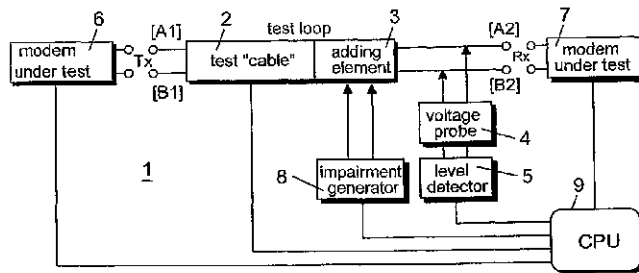 6
[A1]
2
test loop
3
[A2]
7
modem
under test
Tx
test "cable"
adding
element
Rx
modem
under test
[B1]
[B2]
voltage
probe
4
impairment
generator
8
level
detector
5
9
1
CPU